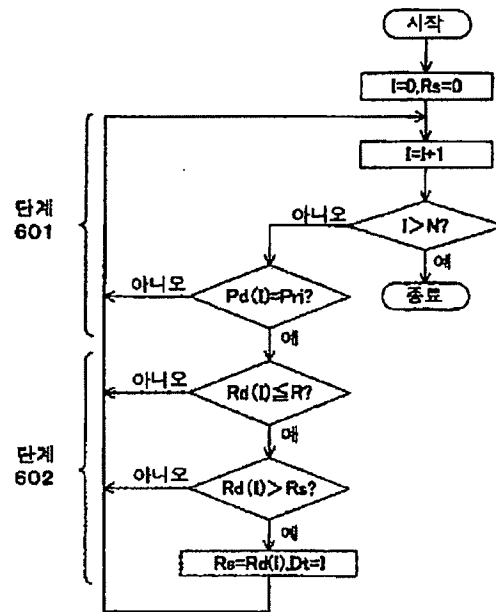 시작
I=0,Rs=0
I=I+1
단계
601
아니오
I>N?
예
종료
아니오
Pd(I)=Pri?
예
아니오
Rd(I)≦R?
예
단계
602
아니오
Rd(I)>Rs?
예
Rs=Rd(I),Dt=I